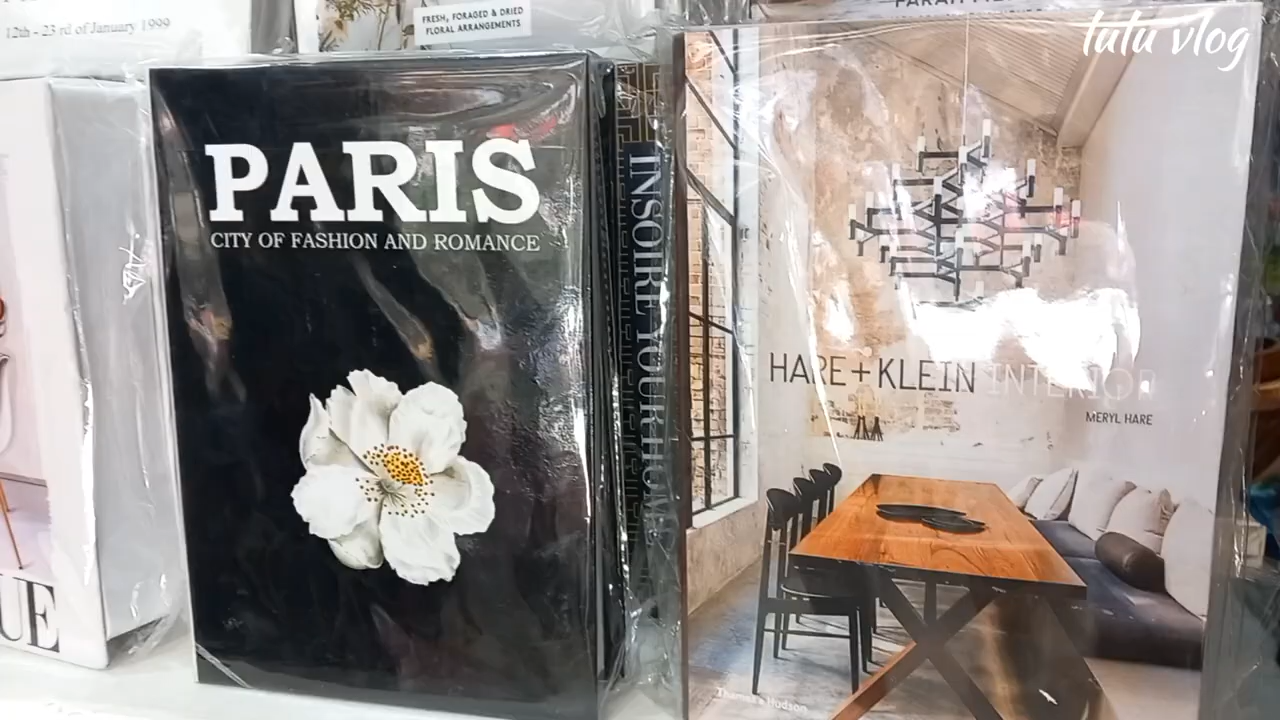 12th - 23 rd of January 1999
FRESH, FORAGED & DRIED
FLORAL ARRANGEMENTS
tutu vlog
PARIS
CITY OF FASHION AND ROMANCE
INSOIRE YOUR HOME
HARE+KLEIN INTERIOR
MERYL HARE
UE
Thames & Hudson